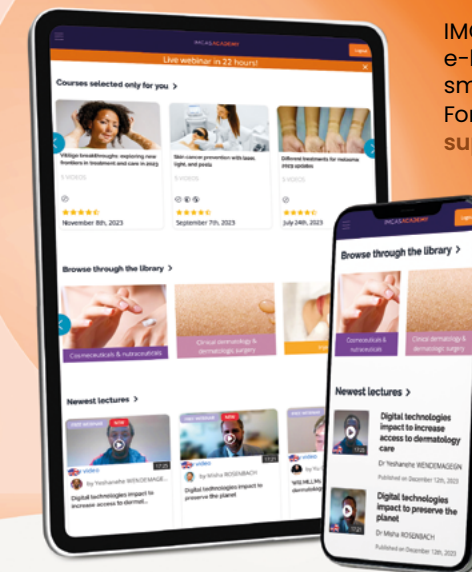 IMCASACADEMY
Live webinar in 22 hours!
Courses selected only for you >
Vitiligo breakthroughs: exploring new
frontiers in treatment and care in 2023
5 VIDEOS
November 8th, 2023
Skin cancer prevention with laser,
light, and peels
5 VIDEOS
September 7th, 2023
Different treatments for melasma:
2023 updates
5 VIDEOS
July 24th, 2023
Browse through the library >
Cosmeceuticals & nutraceuticals
Clinical dermatology &
dermatologic surgery
Newest lectures >
FREE WEBINAR
NEW
17:25
video
by Yeshanehe WENDEMAGE...
Digital technologies impact to
increase access to dermat...
FREE WEBINAR
NEW
17:21
video
by Misha ROSENBACH
Digital technologies impact to
preserve the planet
video
For
IMCASACADEMY
Browse through the library >
Cosmeceuticals &
nutraceuticals
Clinical dermatology &
dermatologic surgery
Newest lectures >
Digital technologies
impact to increase
access to dermatology
care
Dr Yeshanehe WENDEMAGEGN
Published on December 12th, 2023
Digital technologies
impact to preserve the
planet
Dr Misha ROSENBACH
Published on December 12th, 2023